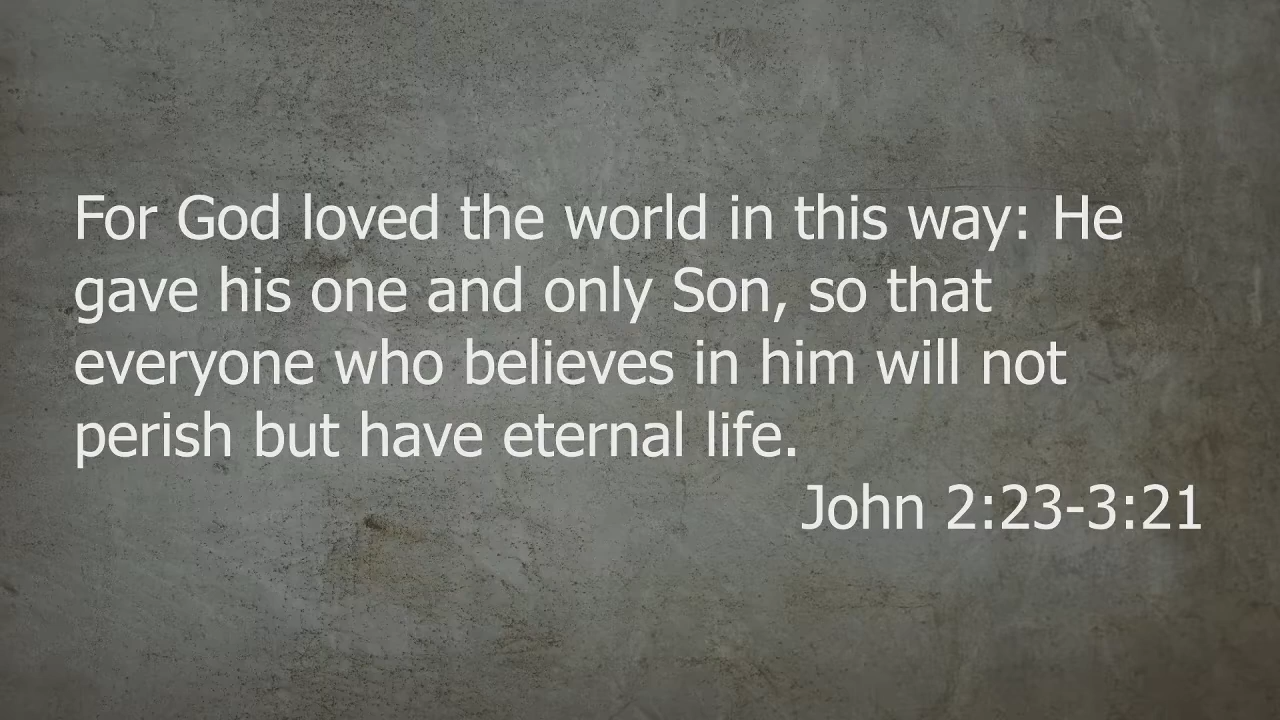 For God loved the world in this way: He
gave his one and only Son, so that
everyone who believes in him will not
perish but have eternal life.
John 2:23-3:21